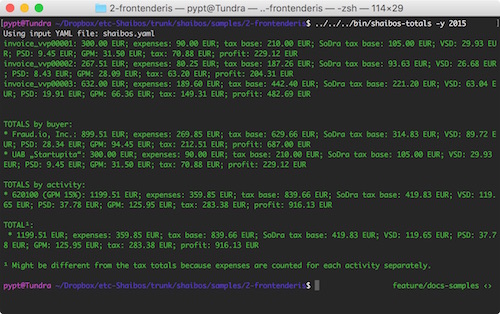 2-frontenderis — pypt@Tundra — ..-frontenderis — -zsh — 114×29
[pypt@Tundra ~/Dropbox/etc-Shaibos/trunk/shaibos/samples/2-frontenderis$ ../../../bin/shaibos-totals -y 2015 ]
Using input YAML file: shaibos.yaml
invoice_vvp00001: 300.00 EUR; expenses: 90.00 EUR; tax base: 210.00 EUR; SoDra tax base: 105.00 EUR; VSD: 29.93 EU
R; PSD: 9.45 EUR; GPM: 31.50 EUR; tax: 70.88 EUR; profit: 229.12 EUR
invoice_vvp00002: 267.51 EUR; expenses: 80.25 EUR; tax base: 187.26 EUR; SoDra tax base: 93.63 EUR; VSD: 26.68 EUR
; PSD: 8.43 EUR; GPM: 28.09 EUR; tax: 63.20 EUR; profit: 204.31 EUR
invoice_vvp00003: 632.00 EUR; expenses: 189.60 EUR; tax base: 442.40 EUR; SoDra tax base: 221.20 EUR; VSD: 63.04 E
UR; PSD: 19.91 EUR; GPM: 66.36 EUR; tax: 149.31 EUR; profit: 482.69 EUR
TOTALS by buyer:
* Fraud.io, Inc.: 899.51 EUR; expenses: 269.85 EUR; tax base: 629.66 EUR; SoDra tax base: 314.83 EUR; VSD: 89.72 E
UR; PSD: 28.34 EUR; GPM: 94.45 EUR; tax: 212.51 EUR; profit: 687.00 EUR
* UAB „Startupita“: 300.00 EUR; expenses: 90.00 EUR; tax base: 210.00 EUR; SoDra tax base: 105.00 EUR; VSD: 29.93
EUR; PSD: 9.45 EUR; GPM: 31.50 EUR; tax: 70.88 EUR; profit: 229.12 EUR
TOTALS by activity:
* 620100 (GPM 15%): 1199.51 EUR; expenses: 359.85 EUR; tax base: 839.66 EUR; SoDra tax base: 419.83 EUR; VSD: 119.
65 EUR; PSD: 37.78 EUR; GPM: 125.95 EUR; tax: 283.38 EUR; profit: 916.13 EUR
TOTAL¹:
* 1199.51 EUR; expenses: 359.85 EUR; tax base: 839.66 EUR; SoDra tax base: 419.83 EUR; VSD: 119.65 EUR; PSD: 37.7
8 EUR; GPM: 125.95 EUR; tax: 283.38 EUR; profit: 916.13 EUR
¹ Might be different from the tax totals because expenses are counted for each activity separately.
pypt@Tundra ~/Dropbox/etc-Shaibos/trunk/shaibos/samples/2-frontenderis$ feature/docs-samples ‹›